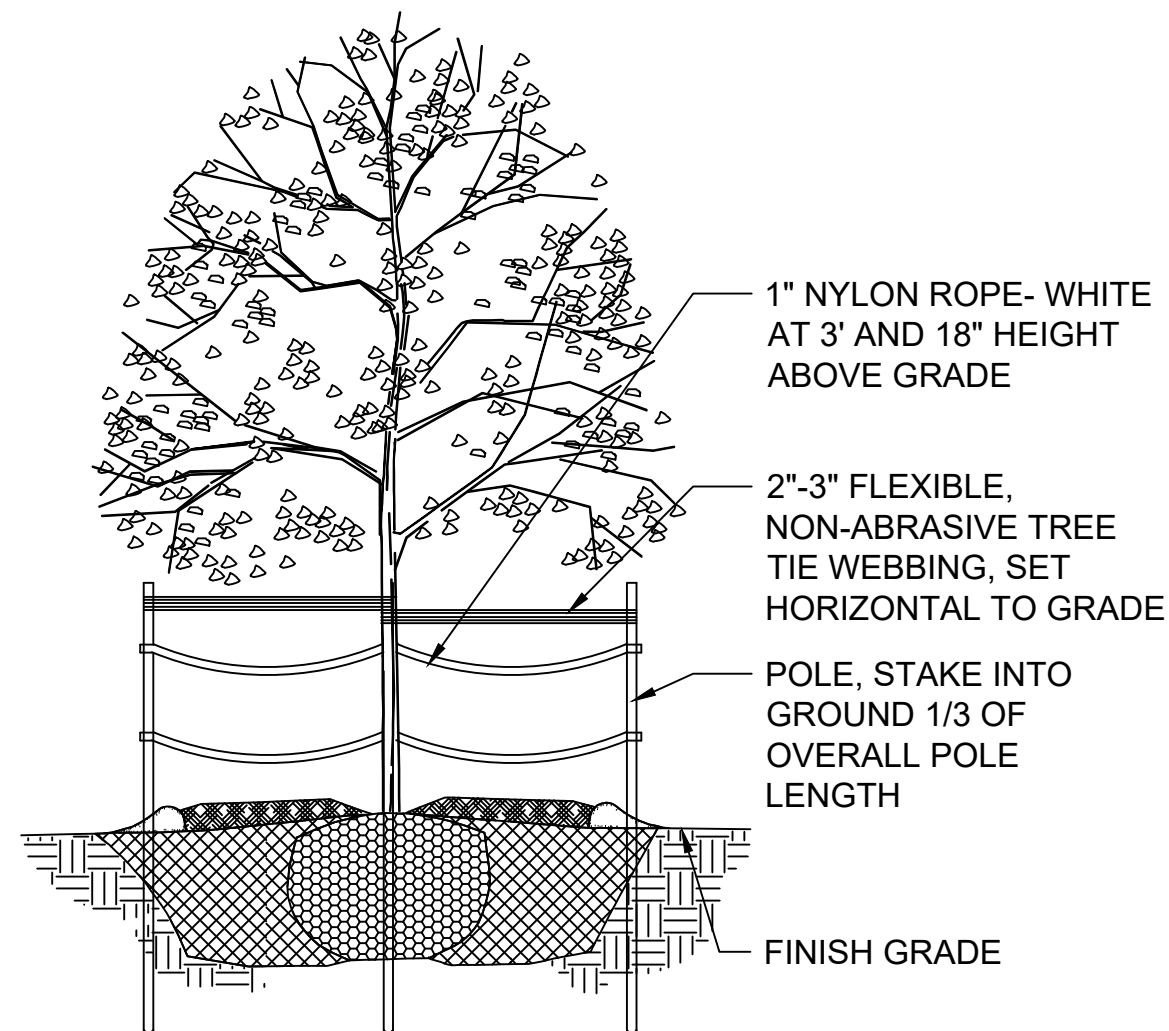 1" NYLON ROPE- WHITE
AT 3' AND 18" HEIGHT
ABOVE GRADE
2"-3" FLEXIBLE,
NON-ABRASIVE TREE
TIE WEBBING, SET
HORIZONTAL TO GRADE
POLE, STAKE INTO
GROUND 1/3 OF
OVERALL POLE
LENGTH
FINISH GRADE